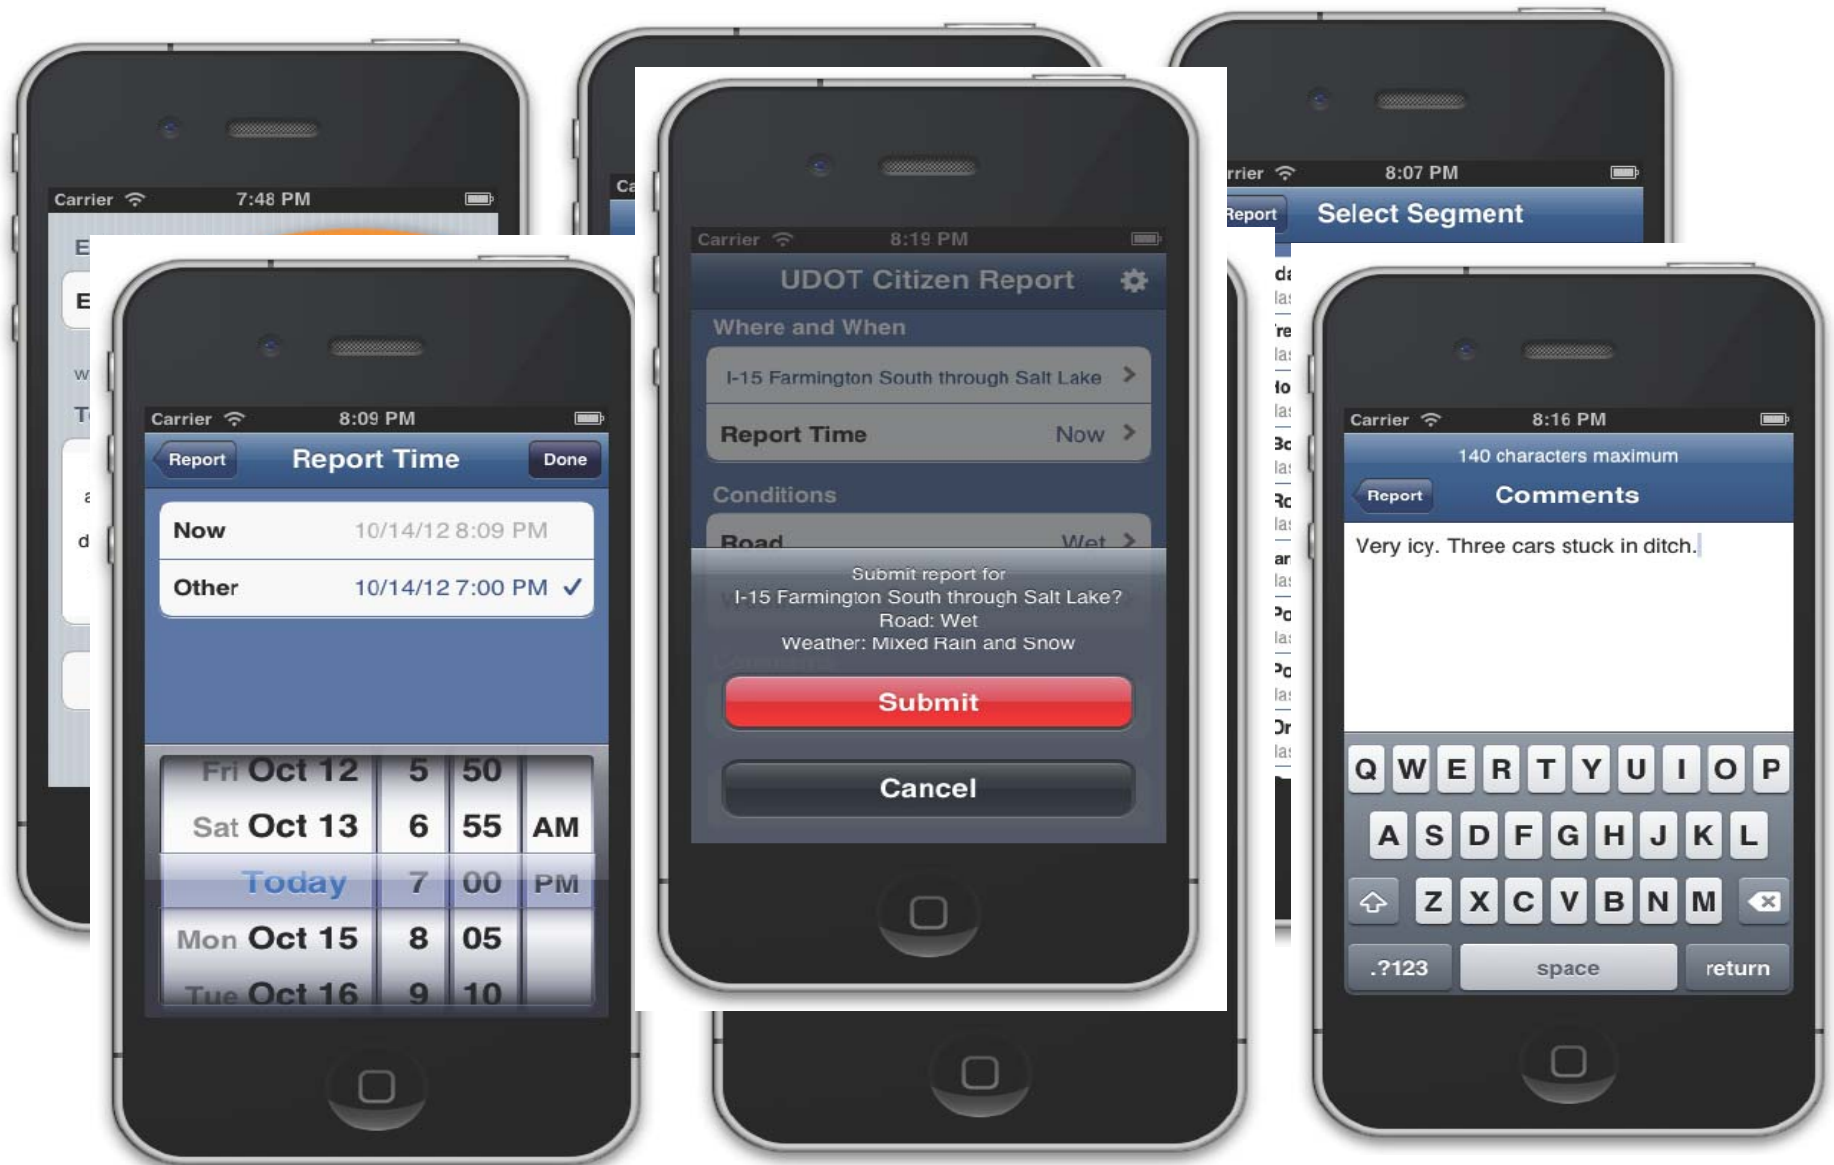 Carrier 7:48 PM
Carrier 8:09 PM
Report Report Time Done
Now 10/14/12 8:09 PM
Other 10/14/12 7:00 PM ✓
Fri Oct 12 5 50
Sat Oct 13 6 55 AM
Today 7 00 PM
Mon Oct 15 8 05
Tue Oct 16 9 10
Carrier 8:19 PM
UDOT Citizen Report
Where and When
I-15 Farmington South through Salt Lake
Report Time Now
Conditions
Road Wet
Submit report for
I-15 Farmington South through Salt Lake?
Road: Wet
Weather: Mixed Rain and Snow
Comments
Submit
Cancel
rrier 8:07 PM
Report Select Segment
Carrier 8:16 PM
140 characters maximum
Report Comments
Very icy. Three cars stuck in ditch.
Q W E R T Y U I O P
A S D F G H J K L
Z X C V B N M
.?123 space return